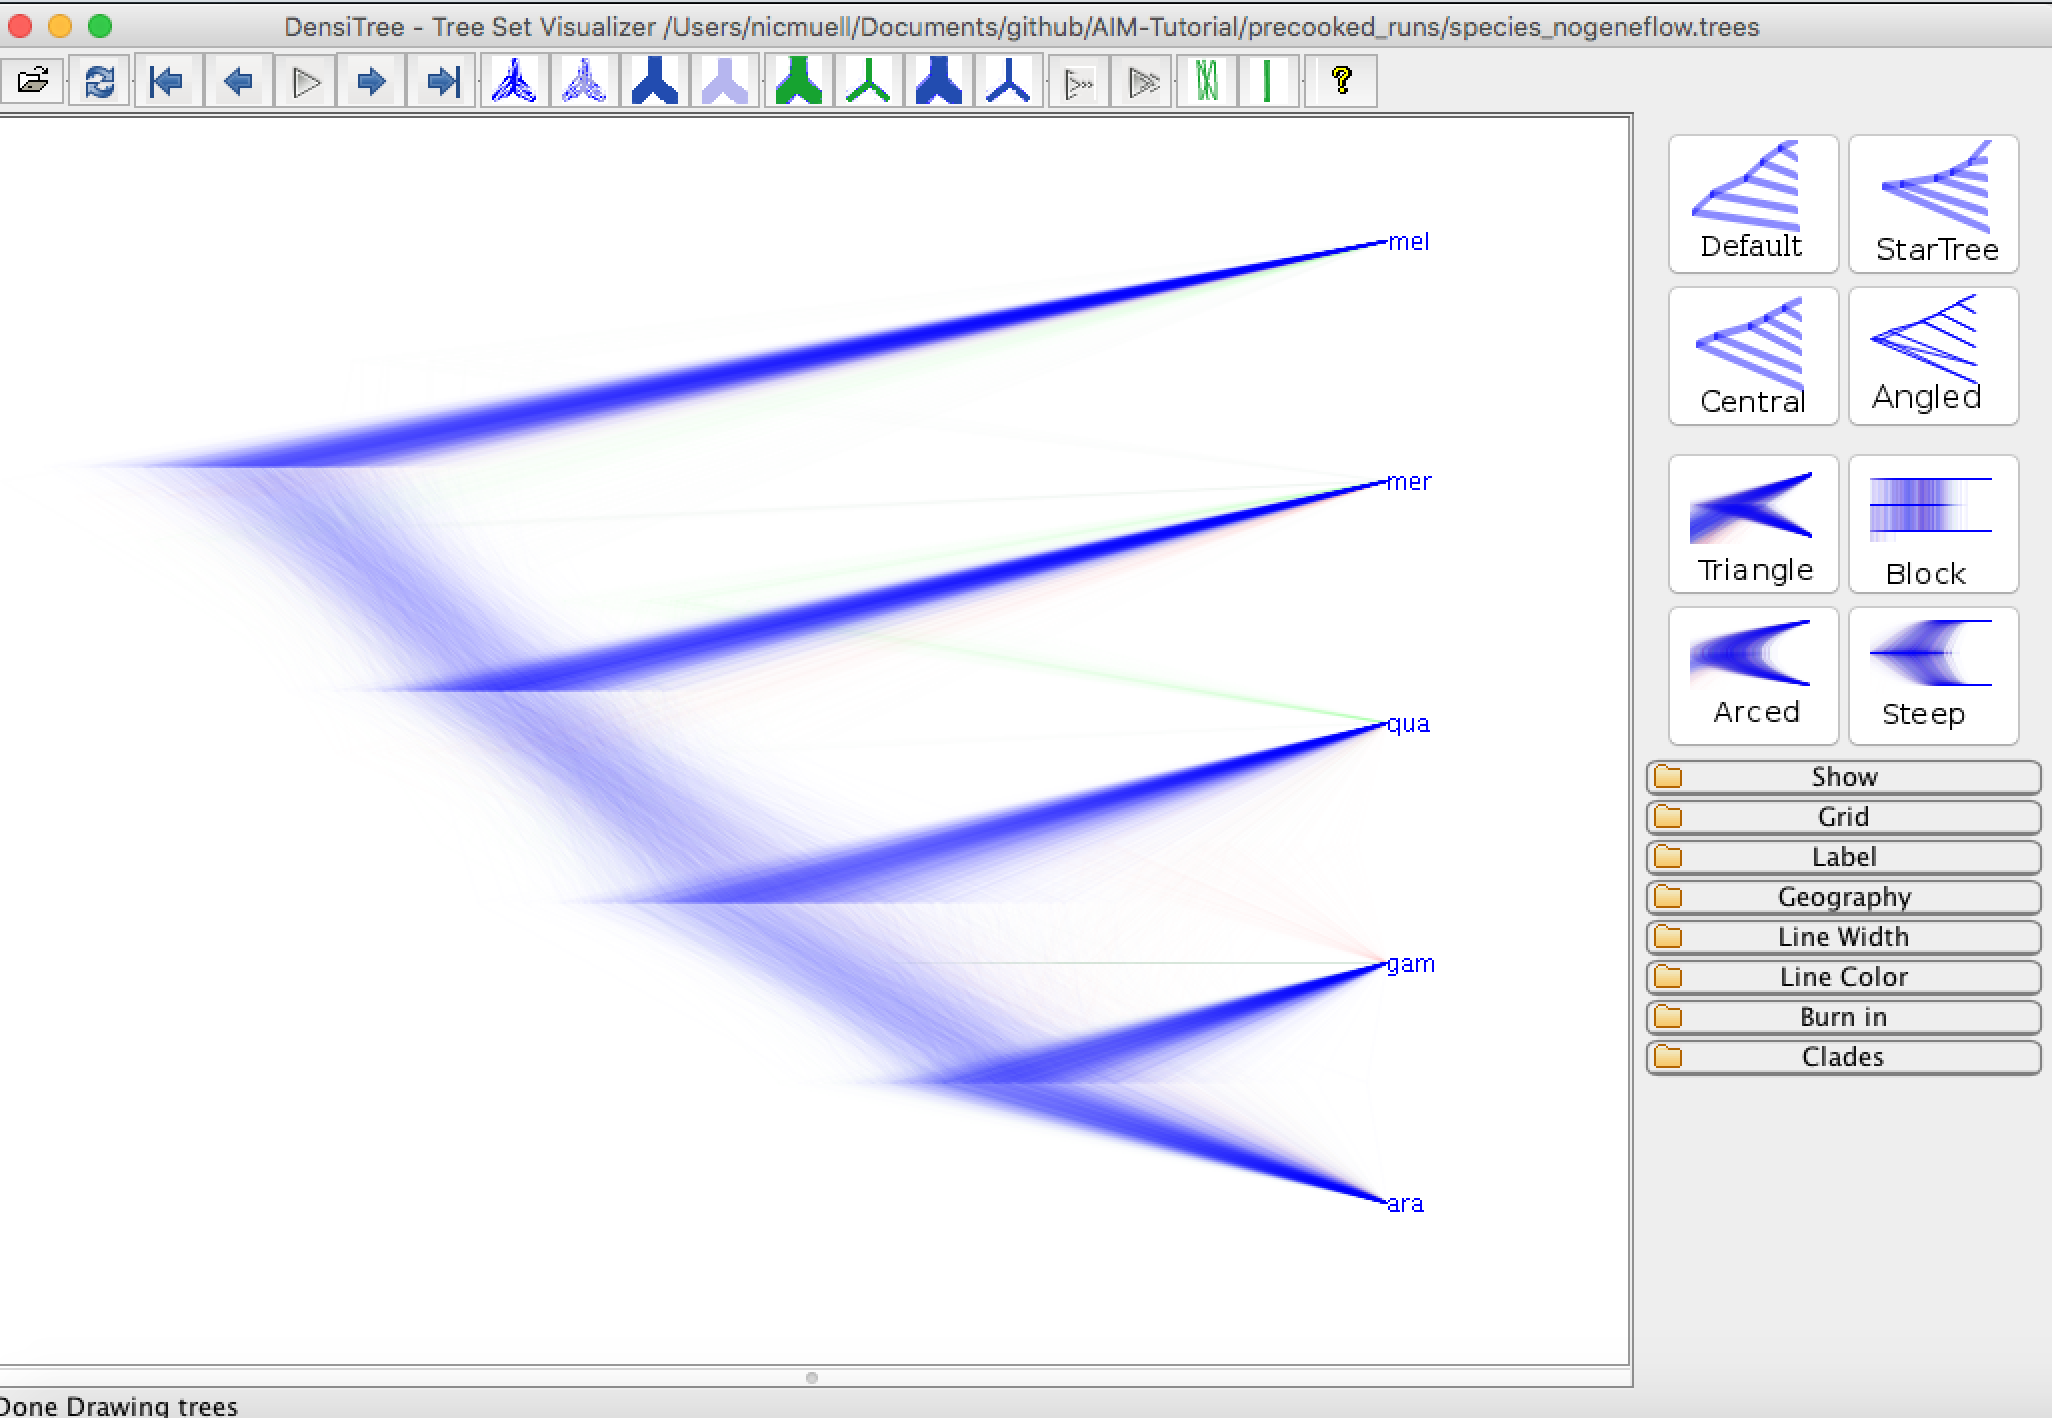 DensiTree - Tree Set Visualizer /Users/nicmuell/Documents/github/AIM-Tutorial/precooked_runs/species_nogeneflow.trees
?
mel
mer
qua
gam
ara
Default
StarTree
Central
Angled
Triangle
Block
Arced
Steep
Show
Grid
Label
Geography
Line Width
Line Color
Burn in
Clades
Done Drawing trees